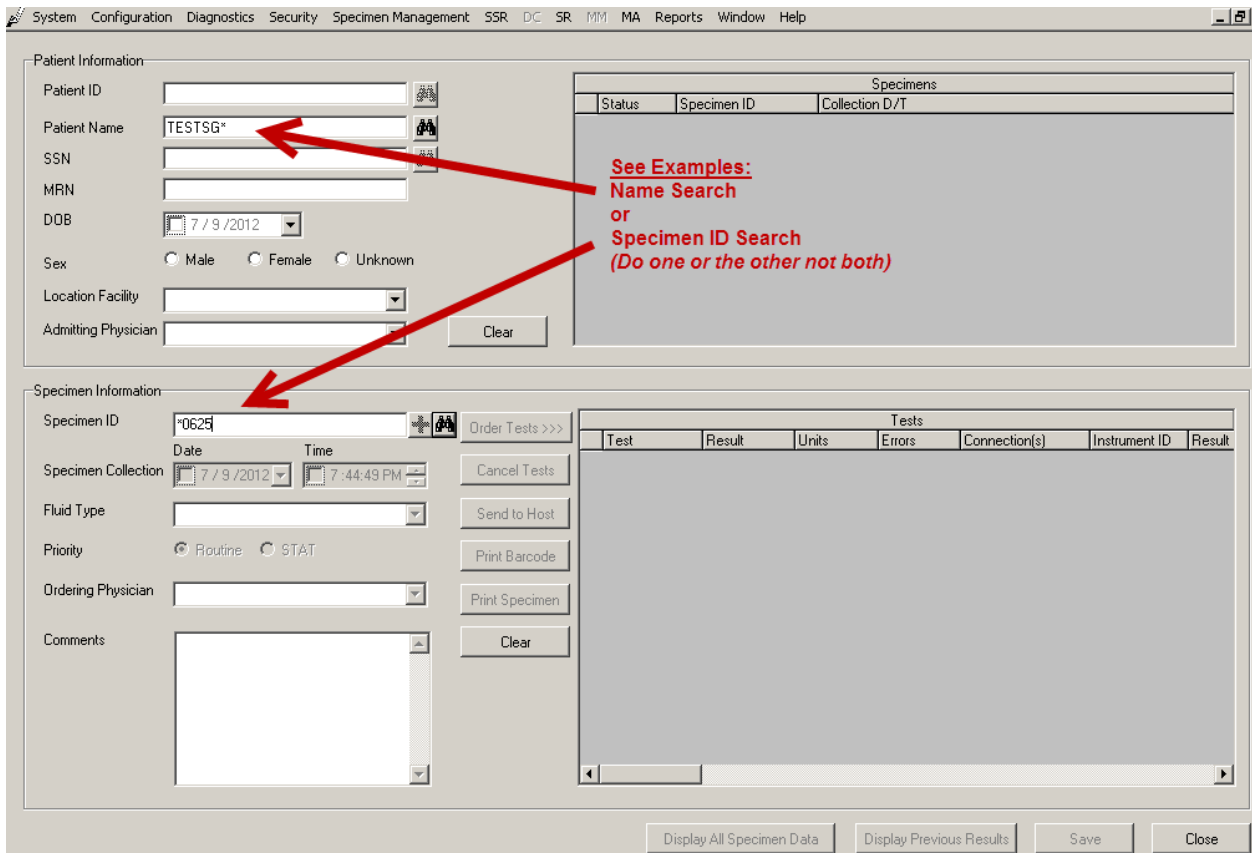 System Configuration Diagnostics Security Specimen Management SSR DC SR MM MA Reports Window Help
Patient Information
Patient ID
Patient Name TESTSG*
SSN
MRN
DOB 7 / 9 /2012
Sex Male Female Unknown
Location Facility
Admitting Physician Clear
Specimens
Status Specimen ID Collection D/T
See Examples:
Name Search
or
Specimen ID Search
(Do one or the other not both)
Specimen Information
Specimen ID *0625 Order Tests >>>
Date Time
Specimen Collection 7 / 9 /2012 7 :44:49 PM Cancel Tests
Fluid Type Send to Host
Priority Routine STAT Print Barcode
Ordering Physician Print Specimen
Comments Clear
Tests
Test Result Units Errors Connection(s) Instrument ID Result
Display All Specimen Data Display Previous Results Save Close